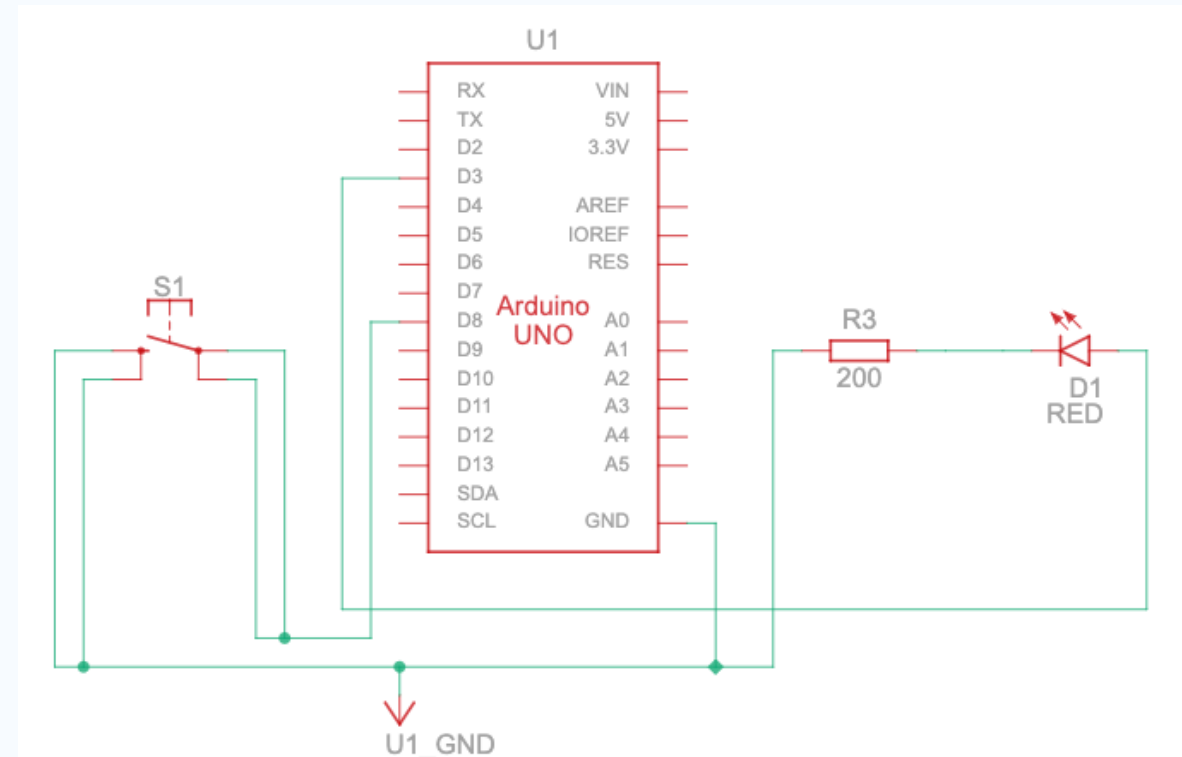 U1
RX
VIN
TX
5V
D2
3.3V
D3
D4
AREF
D5
IOREF
D6
RES
D7
S1
Arduino
UNO
D8
A0
R3
D9
A1
200
D1
RED
D10
A2
D11
A3
D12
A4
D13
A5
SDA
SCL
GND
U1_GND